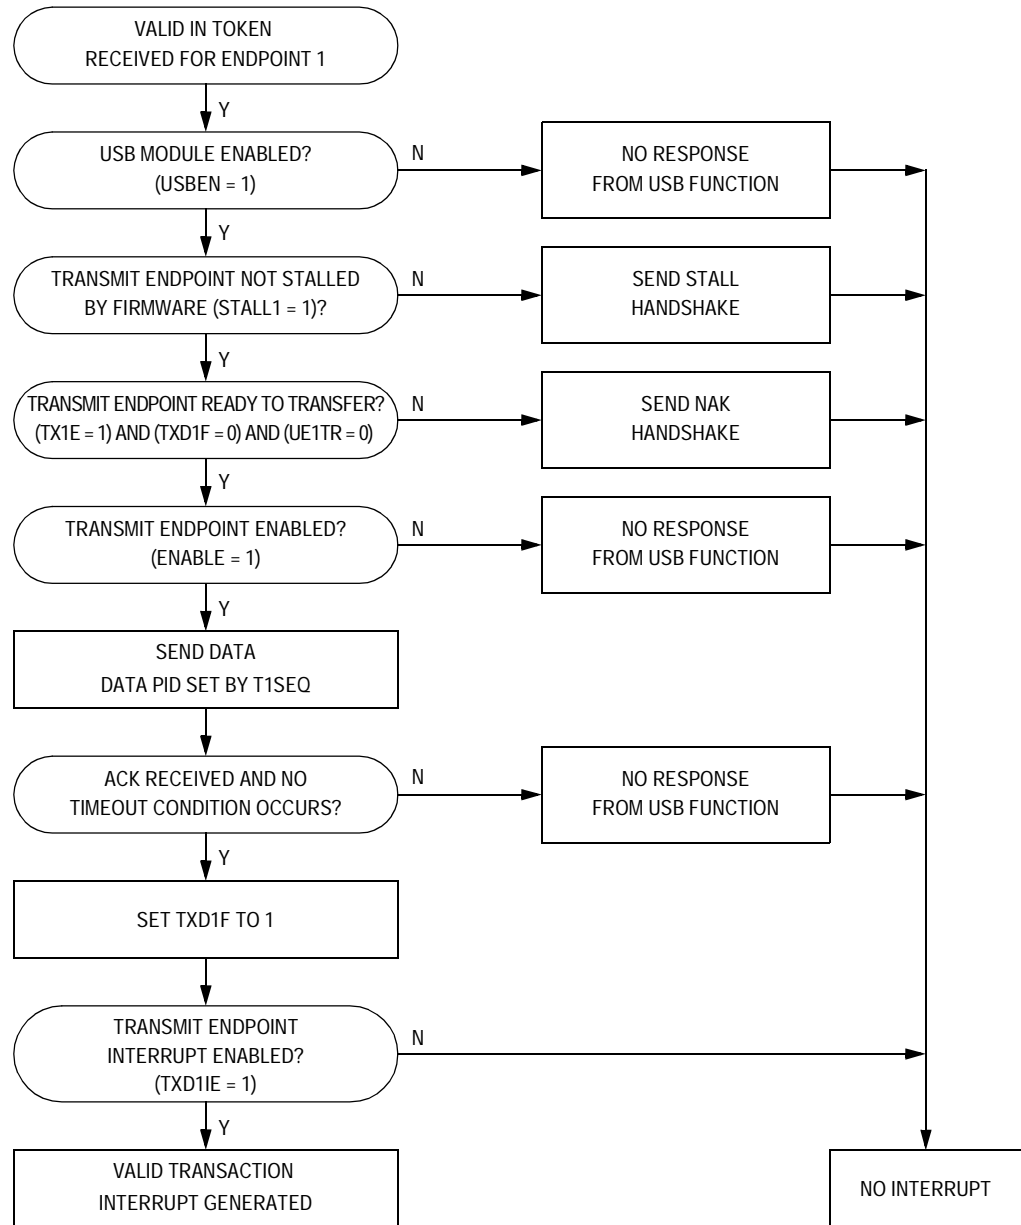 VALID IN TOKEN
RECEIVED FOR ENDPOINT 1
Y
USB MODULE ENABLED?
(USBEN = 1)
N
NO RESPONSE
FROM USB FUNCTION
Y
TRANSMIT ENDPOINT NOT STALLED
BY FIRMWARE (STALL1 = 1)?
N
SEND STALL
HANDSHAKE
Y
TRANSMIT ENDPOINT READY TO TRANSFER?
(TX1E = 1) AND (TXD1F = 0) AND (UE1TR = 0)
N
SEND NAK
HANDSHAKE
Y
TRANSMIT ENDPOINT ENABLED?
(ENABLE = 1)
N
NO RESPONSE
FROM USB FUNCTION
Y
SEND DATA
DATA PID SET BY T1SEQ
ACK RECEIVED AND NO
TIMEOUT CONDITION OCCURS?
N
NO RESPONSE
FROM USB FUNCTION
Y
SET TXD1F TO 1
TRANSMIT ENDPOINT
INTERRUPT ENABLED?
(TXD1IE = 1)
N
Y
VALID TRANSACTION
INTERRUPT GENERATED
NO INTERRUPT